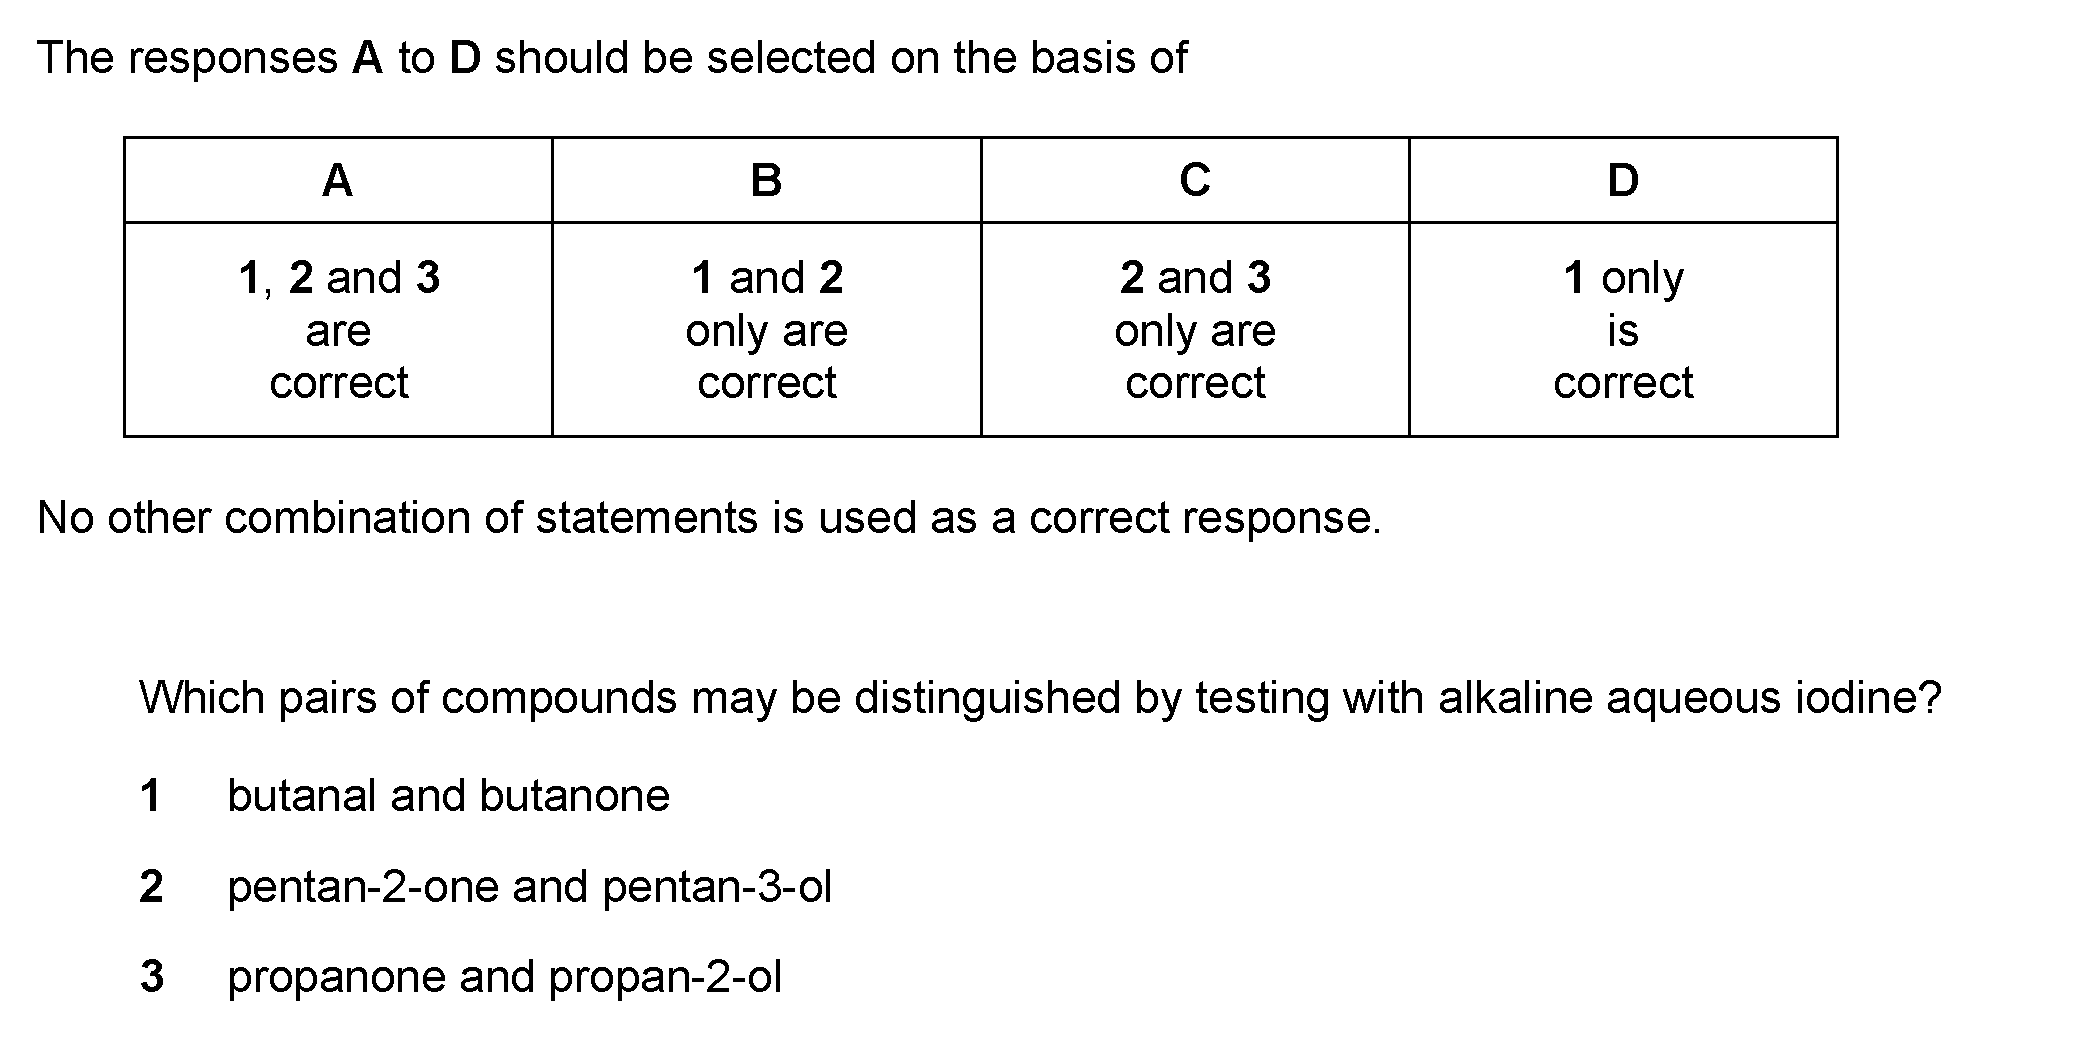 The responses A to D should be selected on the basis of
A B C D
1, 2 and 3 1 and 2 2 and 3 1 only
are only are only are is
correct correct correct correct
No other combination of statements is used as a correct response.
Which pairs of compounds may be distinguished by testing with alkaline aqueous iodine?
1 butanal and butanone
2 pentan-2-one and pentan-3-ol
3 propanone and propan-2-ol